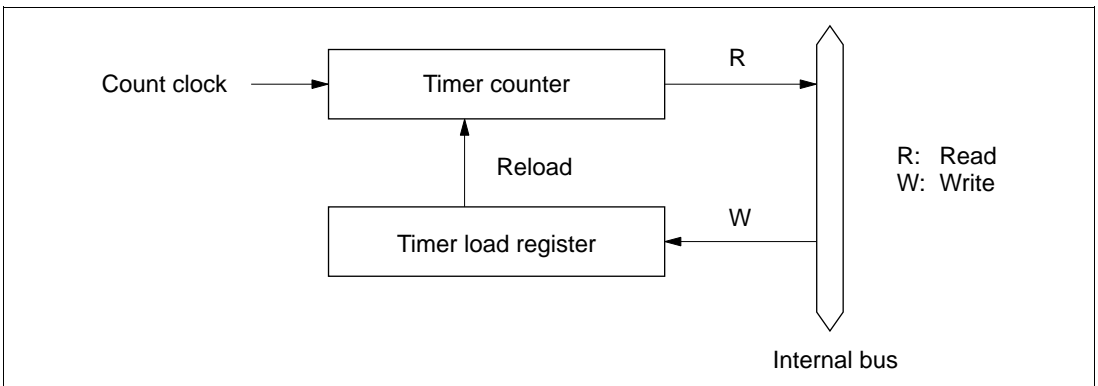 R
Count clock
Timer counter
Reload
R: Read
W: Write
W
Timer load register
Internal bus